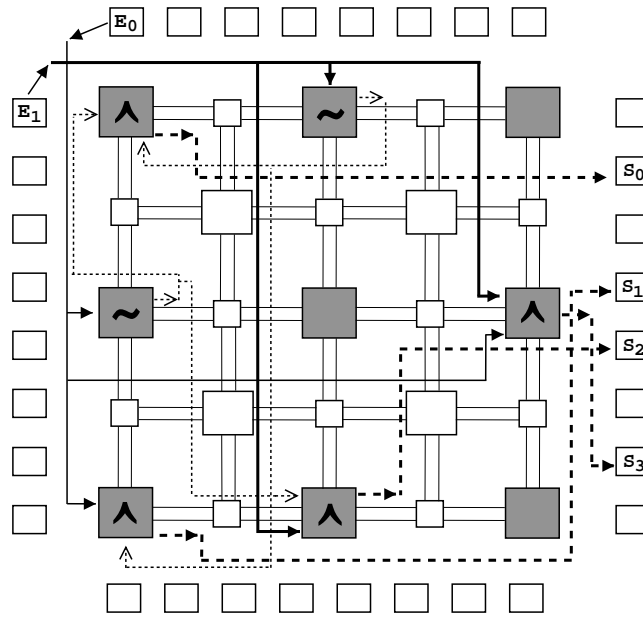 E₀
E₁
⋏
~
S₀
S₁
~
⋏
S₂
S₃
⋏
⋏